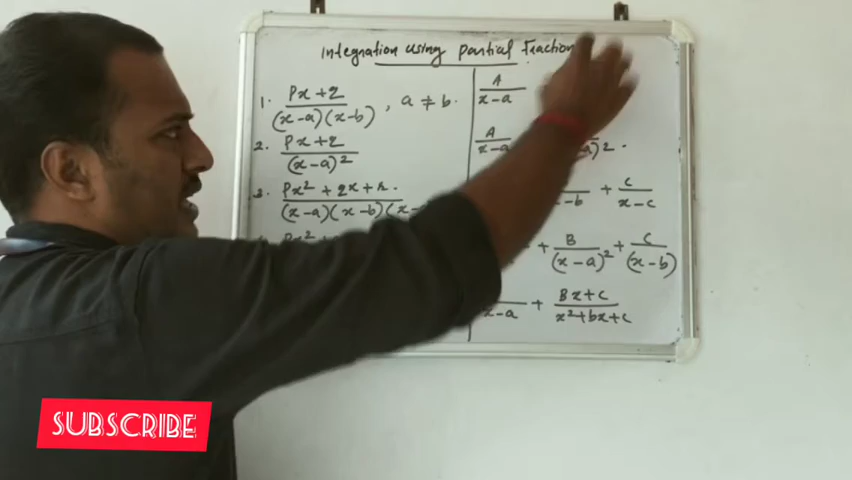 Integration using Partial Fraction
1. Px+2 / (x-a)(x-b) , a ≠ b.
A / x-a
2. Px+2 / (x-a)²
A / x-a )² .
3. Px² + 2x + r. / (x-a)(x-b)(x-
x-b + C / x-c
Px² +
+ B / (x-a)² + C / (x-b)
x-a + Bx+C / x²+bx+c
SUBSCRIBE